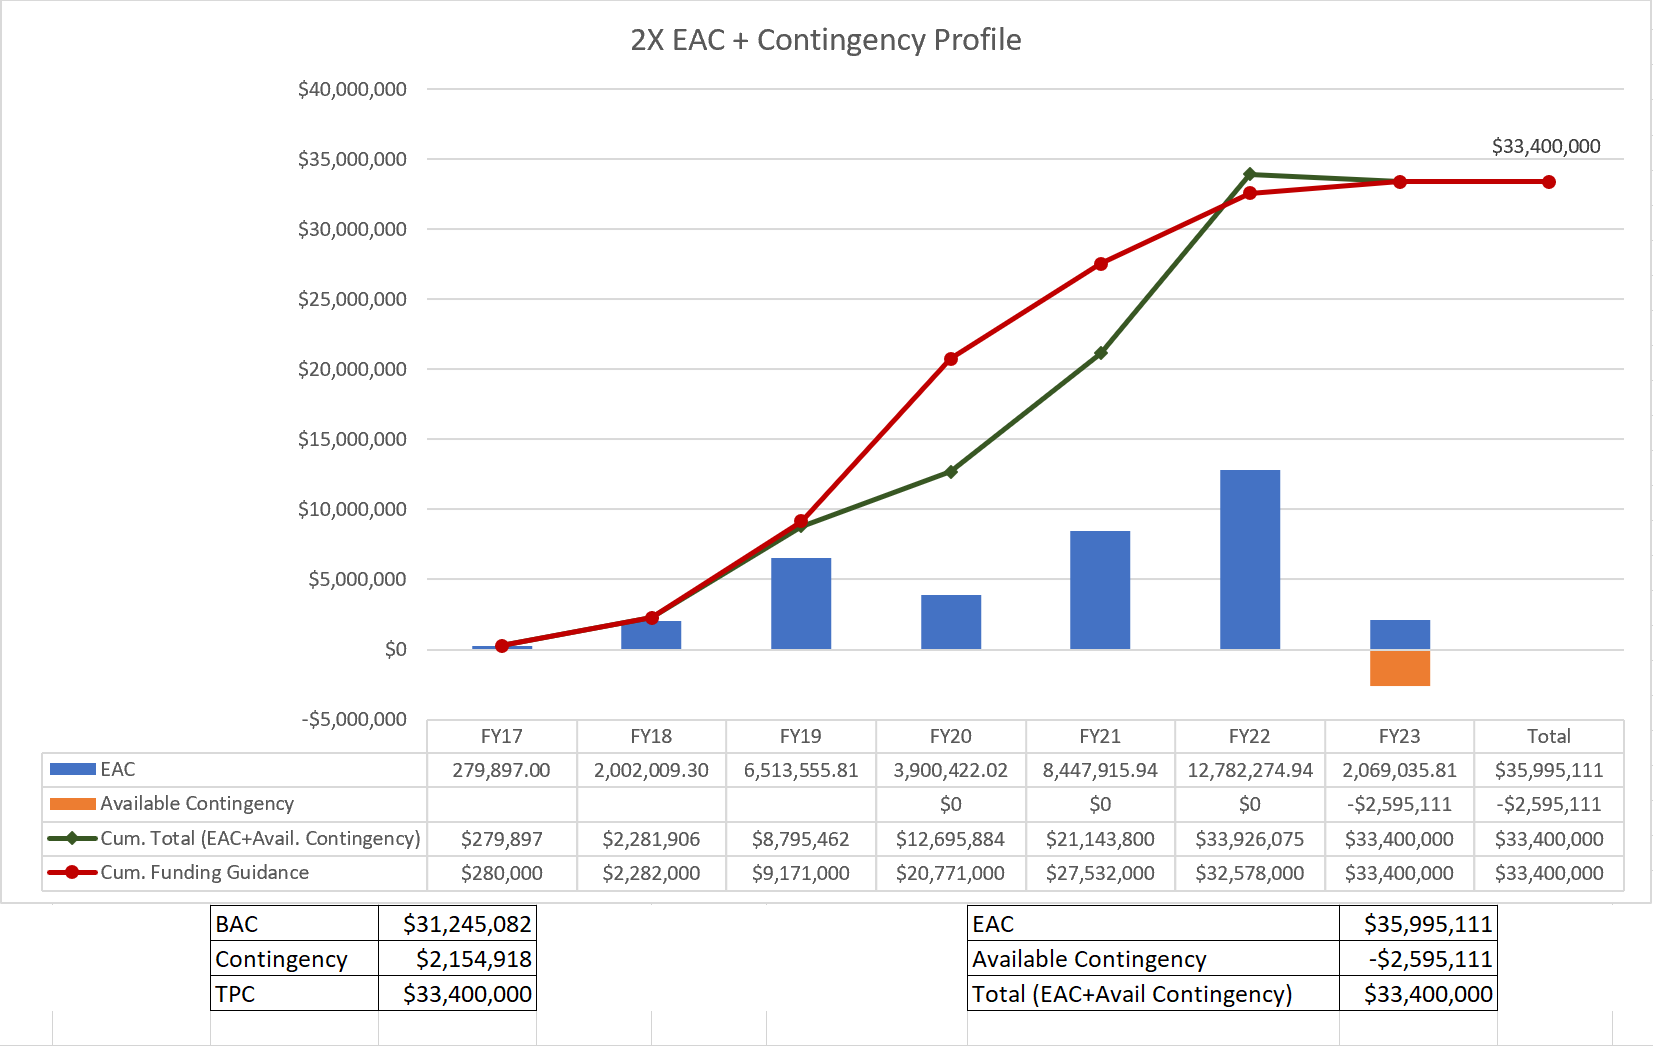 2X EAC + Contingency Profile
$40,000,000
$35,000,000
$33,400,000
$30,000,000
$25,000,000
$20,000,000
$15,000,000
$10,000,000
$5,000,000
$0
-$5,000,000
FY17 FY18 FY19 FY20 FY21 FY22 FY23 Total
EAC 279,897.00 2,002,009.30 6,513,555.81 3,900,422.02 8,447,915.94 12,782,274.94 2,069,035.81 $35,995,111
Available Contingency $0 $0 $0 -$2,595,111 -$2,595,111
Cum. Total (EAC+Avail. Contingency) $279,897 $2,281,906 $8,795,462 $12,695,884 $21,143,800 $33,926,075 $33,400,000 $33,400,000
Cum. Funding Guidance $280,000 $2,282,000 $9,171,000 $20,771,000 $27,532,000 $32,578,000 $33,400,000 $33,400,000
BAC $31,245,082
Contingency $2,154,918
TPC $33,400,000
EAC $35,995,111
Available Contingency -$2,595,111
Total (EAC+Avail Contingency) $33,400,000